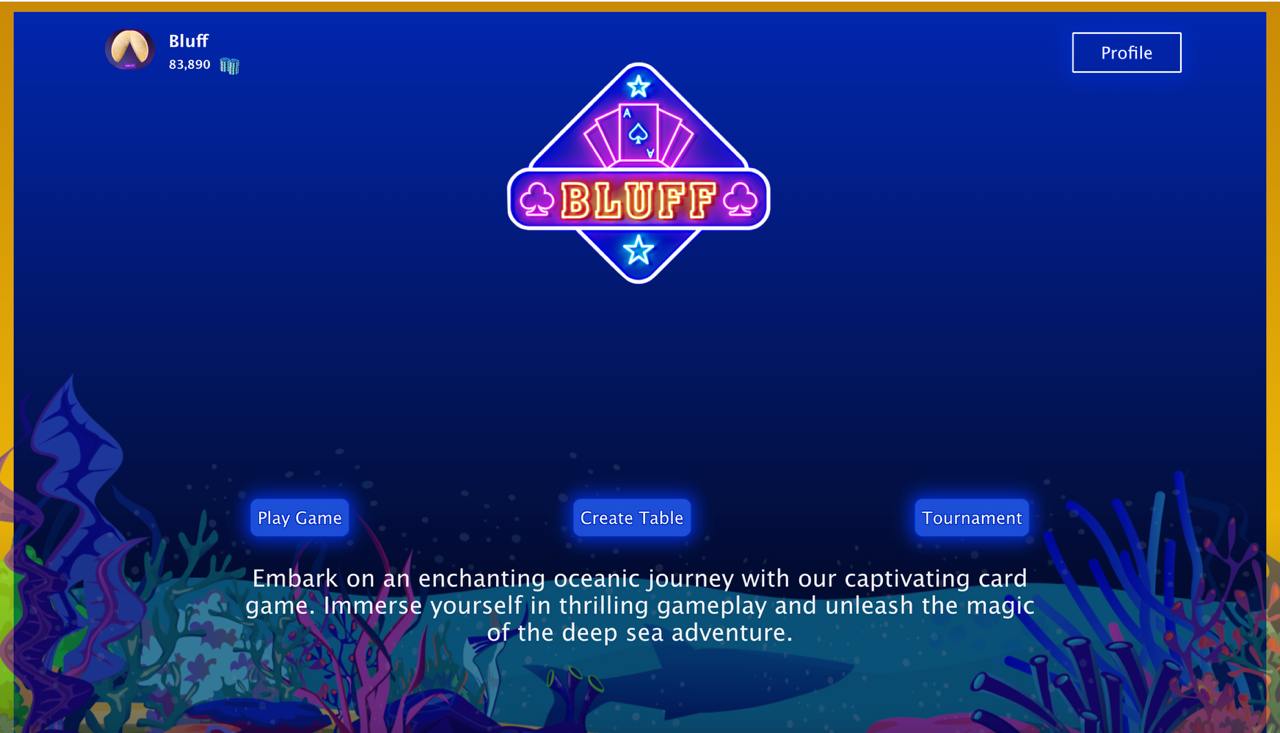 Bluff
83,890
Profile
A
A
BLUFF
Play Game
Create Table
Tournament
Embark on an enchanting oceanic journey with our captivating card
game. Immerse yourself in thrilling gameplay and unleash the magic
of the deep sea adventure.